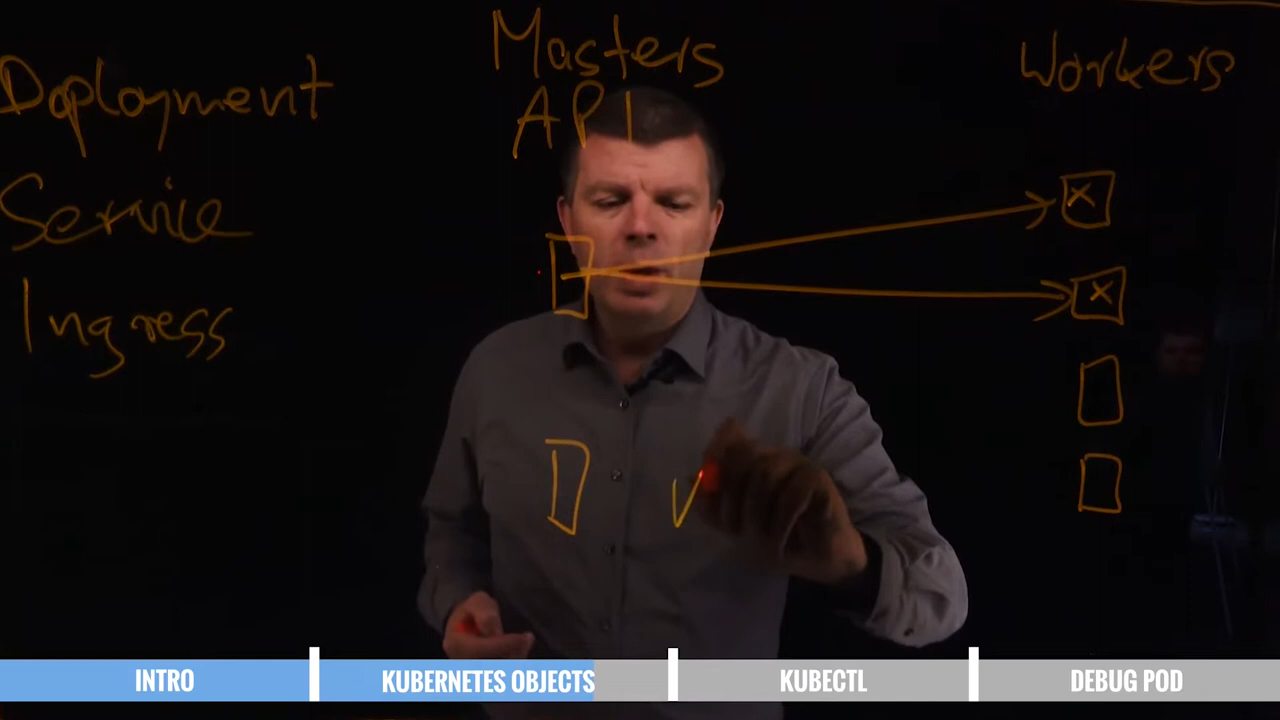 Masters
Workers
API
Deployment
Service
Ingress
INTRO
KUBERNETES OBJECTS
KUBECTL
DEBUG POD